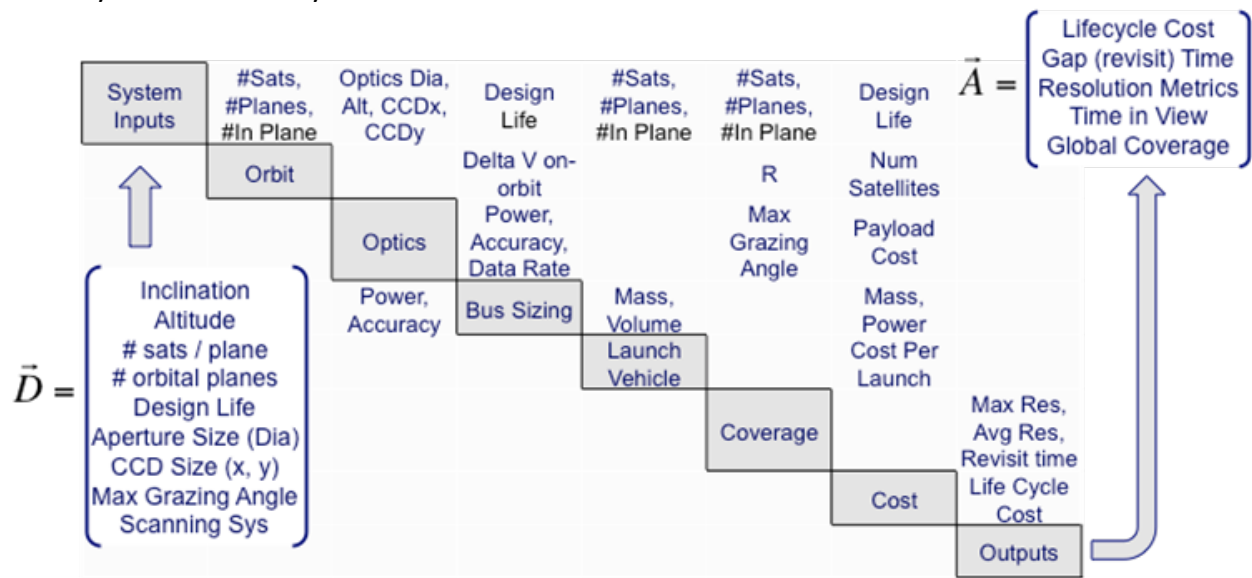 Lifecycle Cost
Gap (revisit) Time
Resolution Metrics
Time in View
Global Coverage
A =
System
Inputs
#Sats,
#Planes,
#In Plane
Optics Dia,
Alt, CCDx,
CCDy
Design
Life
#Sats,
#Planes,
#In Plane
#Sats,
#Planes,
#In Plane
Design
Life
Orbit
Delta V on-
orbit
R
Num
Satellites
Optics
Power,
Accuracy,
Data Rate
Max
Grazing
Angle
Payload
Cost
Power,
Accuracy
Bus Sizing
Mass,
Volume
Mass,
Power
Launch
Vehicle
Cost Per
Launch
D =
Inclination
Altitude
# sats / plane
# orbital planes
Design Life
Aperture Size (Dia)
CCD Size (x, y)
Max Grazing Angle
Scanning Sys
Coverage
Max Res,
Avg Res,
Revisit time
Cost
Life Cycle
Cost
Outputs